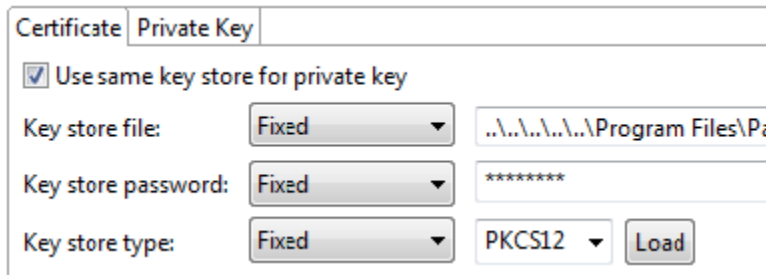 Certificate Private Key
Use same key store for private key
Key store file: Fixed ..\..\..\..\..\Program Files\Pa
Key store password: Fixed ********
Key store type: Fixed PKCS12 Load